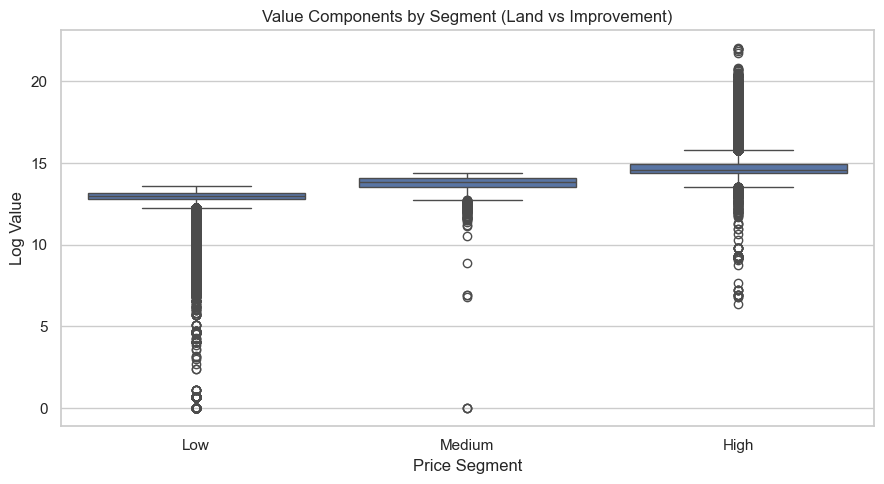 Value Components by Segment (Land vs Improvement)
Log Value
20
15
10
5
0
Low Medium High
Price Segment